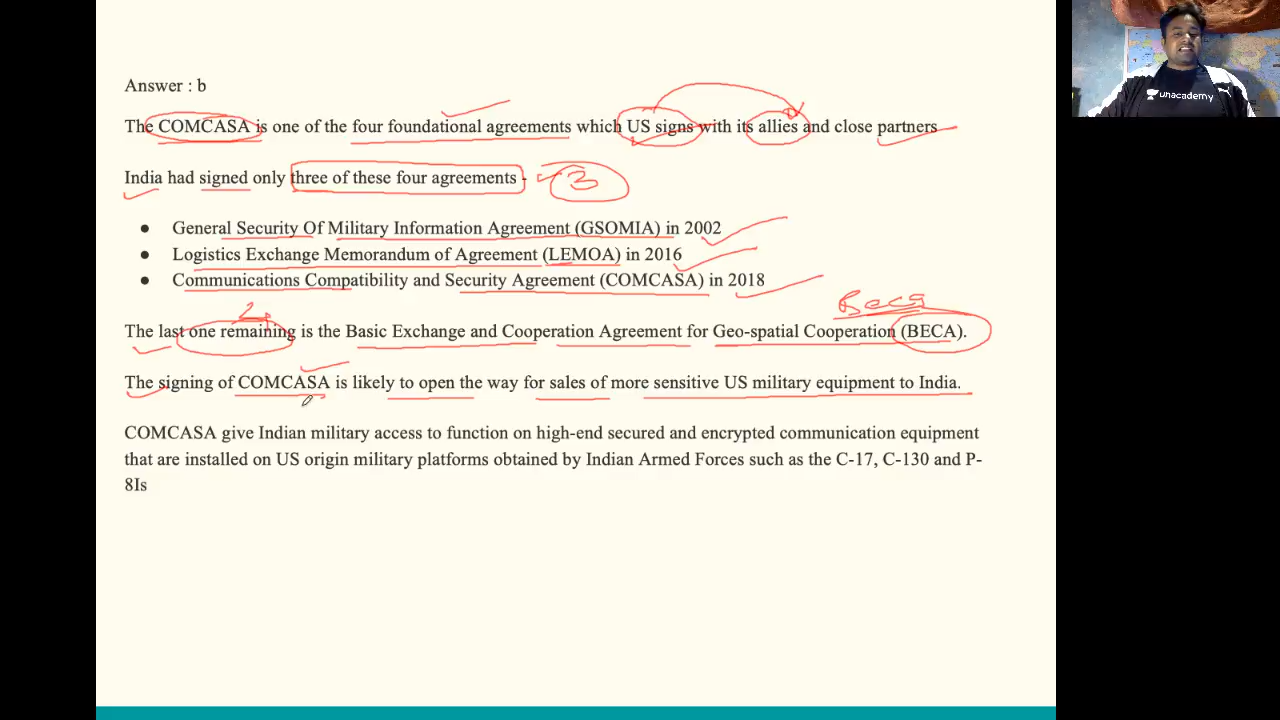 Answer : b
The COMCASA is one of the four foundational agreements which US signs with its allies and close partners
India had signed only three of these four agreements -
3
● General Security Of Military Information Agreement (GSOMIA) in 2002
● Logistics Exchange Memorandum of Agreement (LEMOA) in 2016
● Communications Compatibility and Security Agreement (COMCASA) in 2018
Beca
The last one remaining is the Basic Exchange and Cooperation Agreement for Geo-spatial Cooperation (BECA).
The signing of COMCASA is likely to open the way for sales of more sensitive US military equipment to India.
COMCASA give Indian military access to function on high-end secured and encrypted communication equipment
that are installed on US origin military platforms obtained by Indian Armed Forces such as the C-17, C-130 and P-
8Is
unacademy